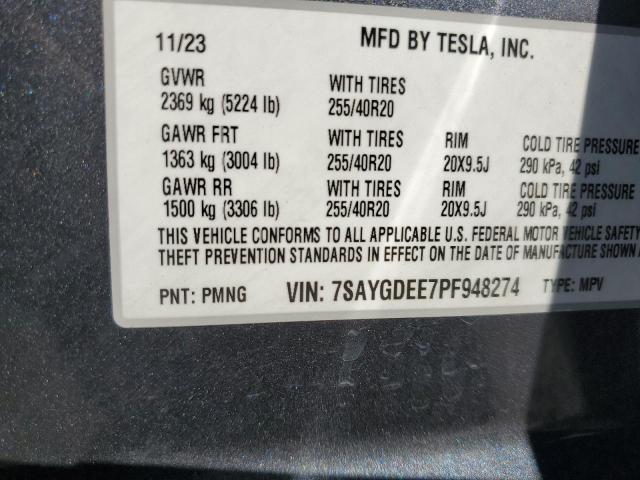 11/23 MFD BY TESLA, INC.
GVWR WITH TIRES
2369 kg (5224 lb) 255/40R20
GAWR FRT WITH TIRES RIM COLD TIRE PRESSURE
1363 kg (3004 lb) 255/40R20 20X9.5J 290 kPa, 42 psi
GAWR RR WITH TIRES RIM COLD TIRE PRESSURE
1500 kg (3306 lb) 255/40R20 20X9.5J 290 kPa, 42 psi
THIS VEHICLE CONFORMS TO ALL APPLICABLE U.S. FEDERAL MOTOR VEHICLE SAFETY
THEFT PREVENTION STANDARDS IN EFFECT ON THE DATE OF MANUFACTURE SHOWN
PNT: PMNG VIN: 7SAYGDEE7PF948274 TYPE: MPV